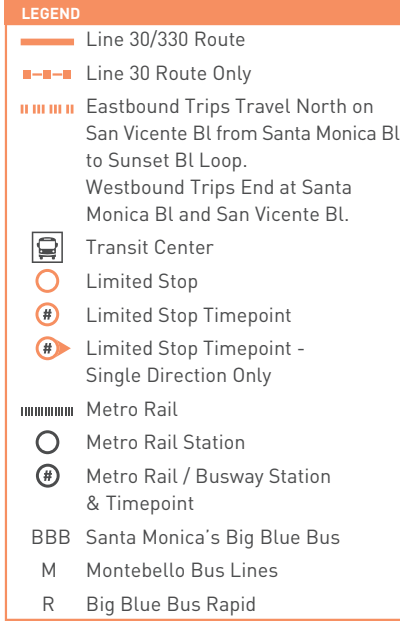 LEGEND
Line 30/330 Route
Line 30 Route Only
Eastbound Trips Travel North on
San Vicente Bl from Santa Monica Bl
to Sunset Bl Loop.
Westbound Trips End at Santa
Monica Bl and San Vicente Bl.
Transit Center
Limited Stop
# Limited Stop Timepoint
# Limited Stop Timepoint -
Single Direction Only
Metro Rail
Metro Rail Station
# Metro Rail / Busway Station
& Timepoint
BBB Santa Monica's Big Blue Bus
M Montebello Bus Lines
R Big Blue Bus Rapid